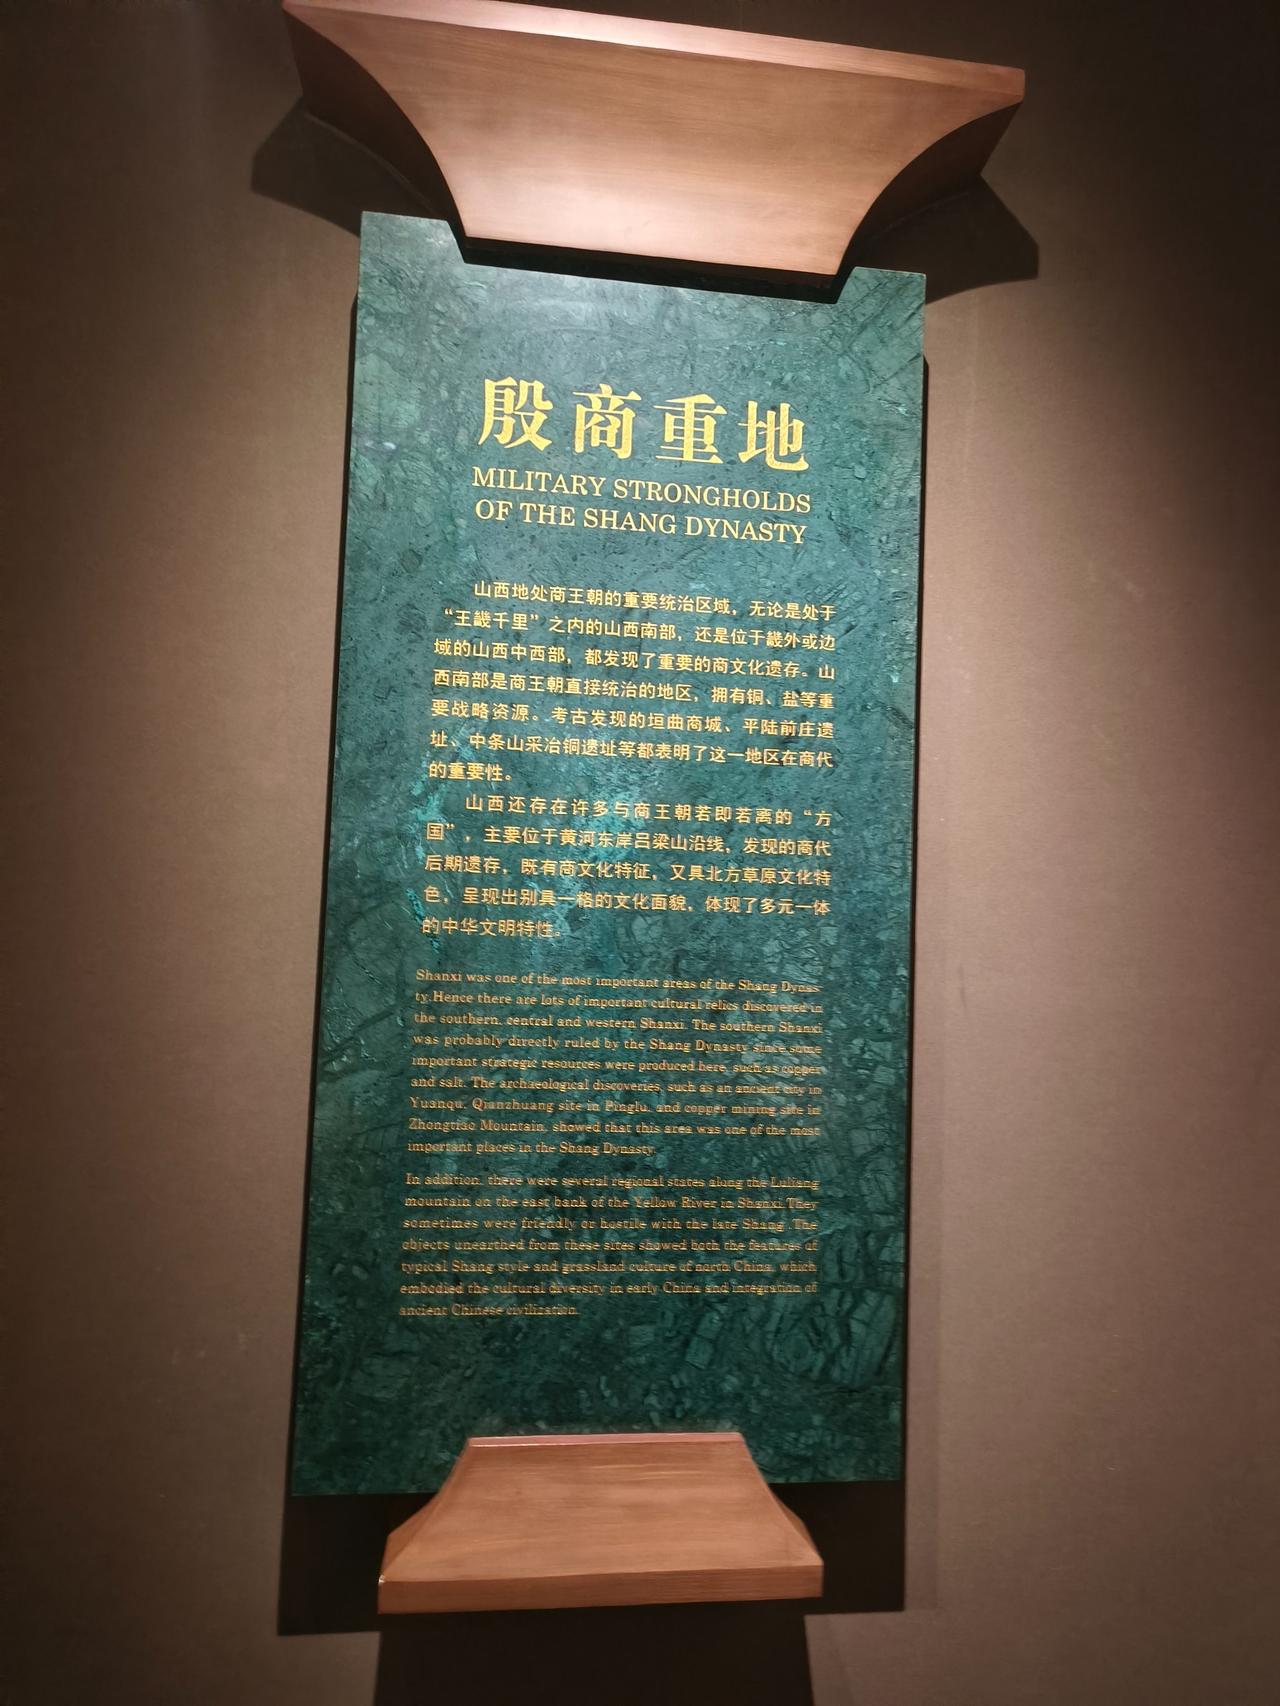 殷商重地
MILITARY STRONGHOLDS
OF THE SHANG DYNASTY
山西地处商王朝的重要统治区域，无论是处于
“王畿千里”之内的山西南部，还是位于畿外或边
域的山西中西部，都发现了重要的商文化遗存。山
西南部是商王朝直接统治的地区，拥有铜、盐等重
要战略资源。考古发现的垣曲商城、平陆前庄遗
址、中条山采冶铜遗址等都表明了这一地区在商代
的重要性。
山西还存在许多与商王朝若即若离的“方
国”，主要位于黄河东岸吕梁山沿线，发现的商代
后期遗存，既有商文化特征，又具北方草原文化特
色，呈现出别具一格的文化面貌，体现了多元一体
的中华文明特性。
Shanxi was one of the most important areas of the Shang Dynas
ty.Hence there are lots of important cultural relics discovered in
the southern, central and western Shanxi. The southern Shanxi
was probably directly ruled by the Shang Dynasty since some
important strategic resources were produced here, such as copper
and salt. The archaeological discoveries, such as an ancient city in
Yuanqu, Qianzhuang site in Pinglu, and copper mining site in
Zhongtiao Mountain, showed that this area was one of the most
important places in the Shang Dynasty.
In addition, there were several regional states along the Luliang
mountain on the east bank of the Yellow River in Shanxi.They
sometimes were friendly or hostile with the late Shang .The
objects unearthed from these sites showed both the features of
typical Shang style and grassland culture of north China, which
embodied the cultural diversity in early China and integration of
ancient Chinese civilization.